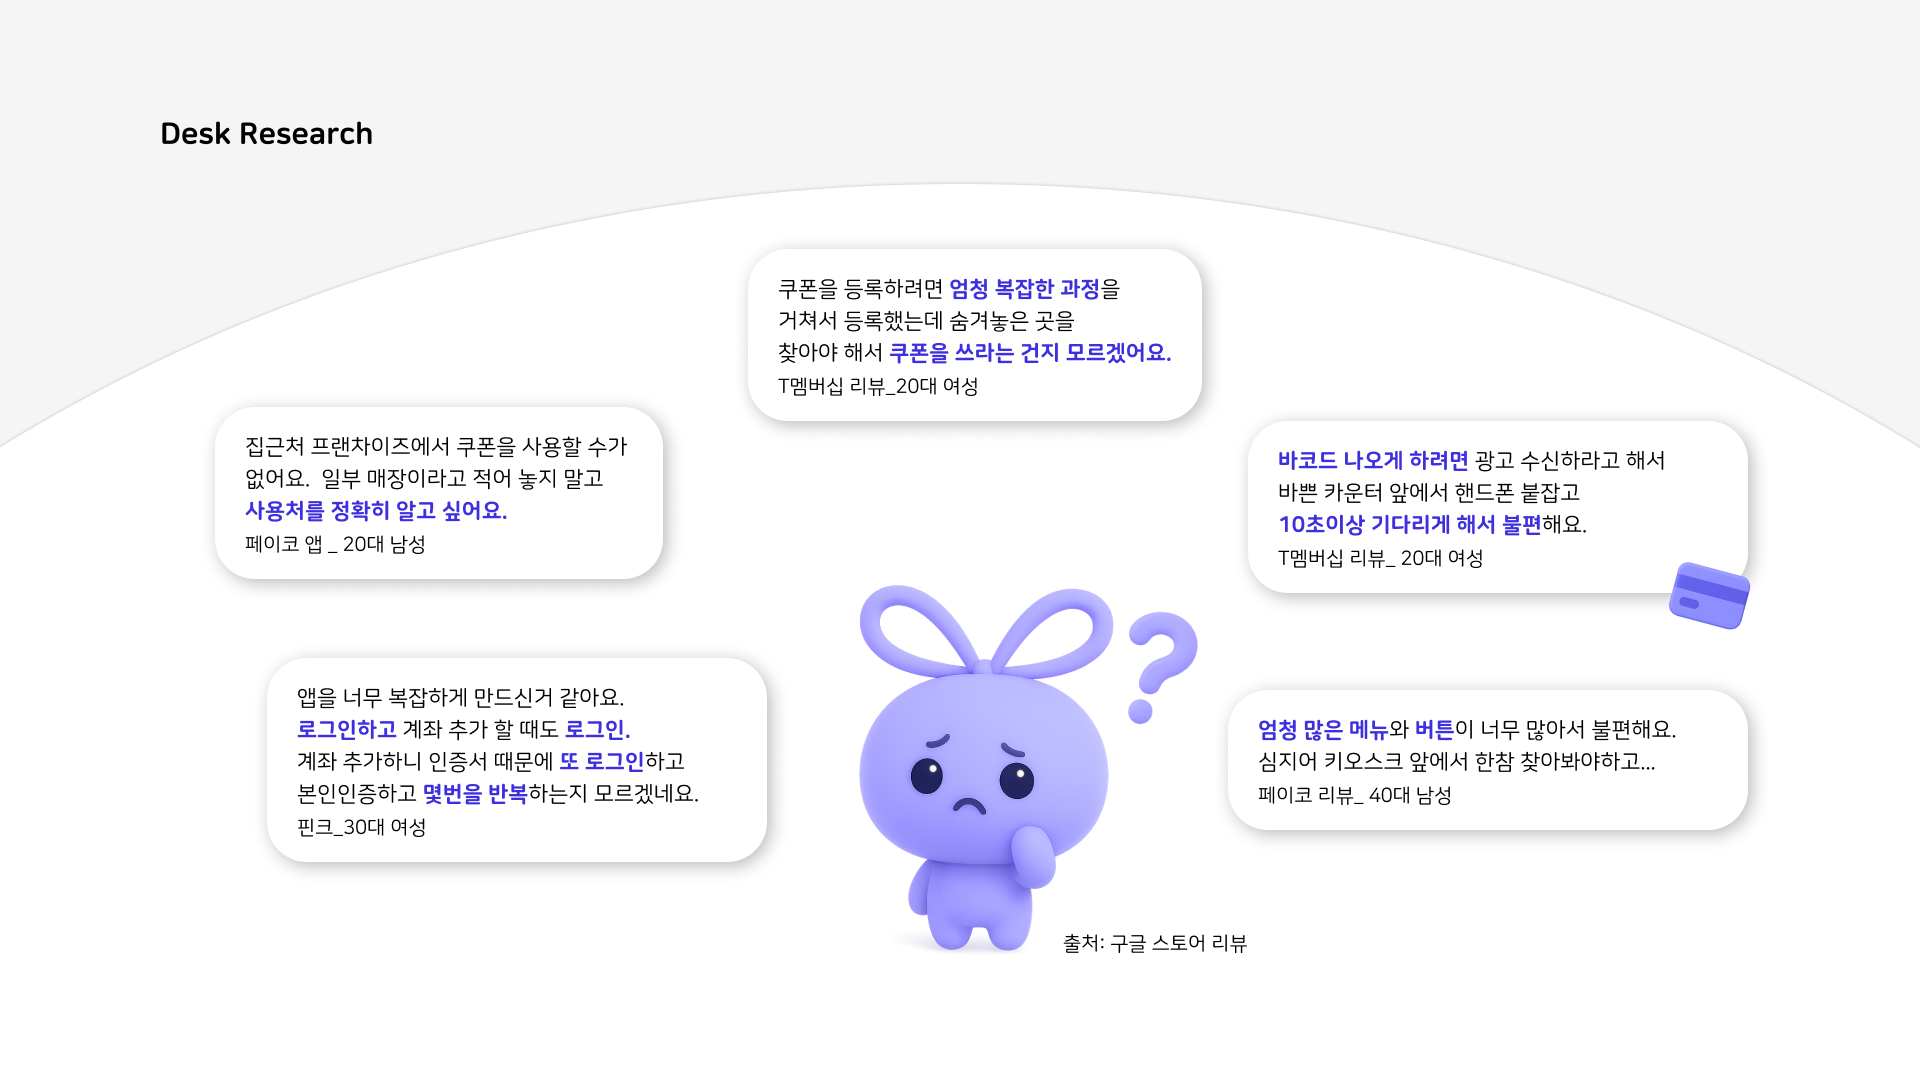 Desk Research
쿠폰을 등록하려면 엄청 복잡한 과정을
거쳐서 등록했는데 숨겨놓은 곳을
찾아야 해서 쿠폰을 쓰라는 건지 모르겠어요.
T멤버십 리뷰_20대 여성
집근처 프랜차이즈에서 쿠폰을 사용할 수가
없어요.  일부 매장이라고 적어 놓지 말고
사용처를 정확히 알고 싶어요.
페이코 앱 _ 20대 남성
바코드 나오게 하려면 광고 수신하라고 해서
바쁜 카운터 앞에서 핸드폰 붙잡고
10초이상 기다리게 해서 불편해요.
T멤버십 리뷰_ 20대 여성
앱을 너무 복잡하게 만드신거 같아요.
로그인하고 계좌 추가 할 때도 로그인.
계좌 추가하니 인증서 때문에 또 로그인하고
본인인증하고 몇번을 반복하는지 모르겠네요.
핀크_30대 여성
엄청 많은 메뉴와 버튼이 너무 많아서 불편해요.
심지어 키오스크 앞에서 한참 찾아봐야하고...
페이코 리뷰_ 40대 남성
출처: 구글 스토어 리뷰